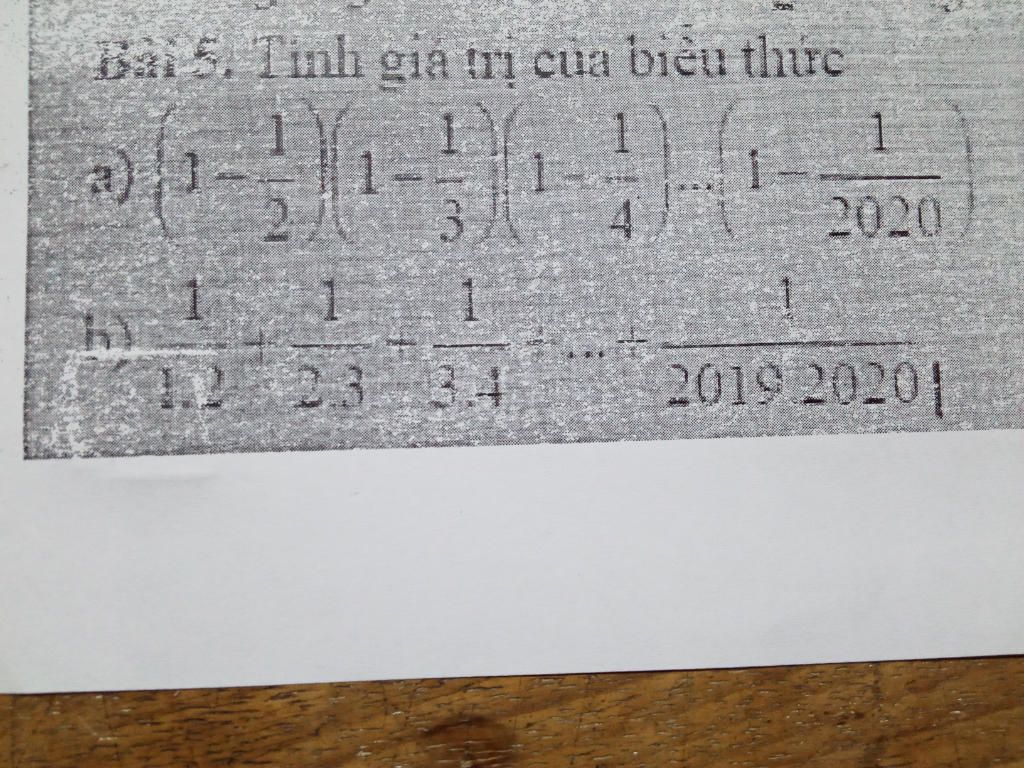 Bài 5. Tính giá trị của biểu thức
a) (1 - 1/2)(1 - 1/3)(1 - 1/4)...(1 - 1/2020)
b) 1/1.2 + 1/2.3 + 1/3.4 + ... + 1/2019.2020